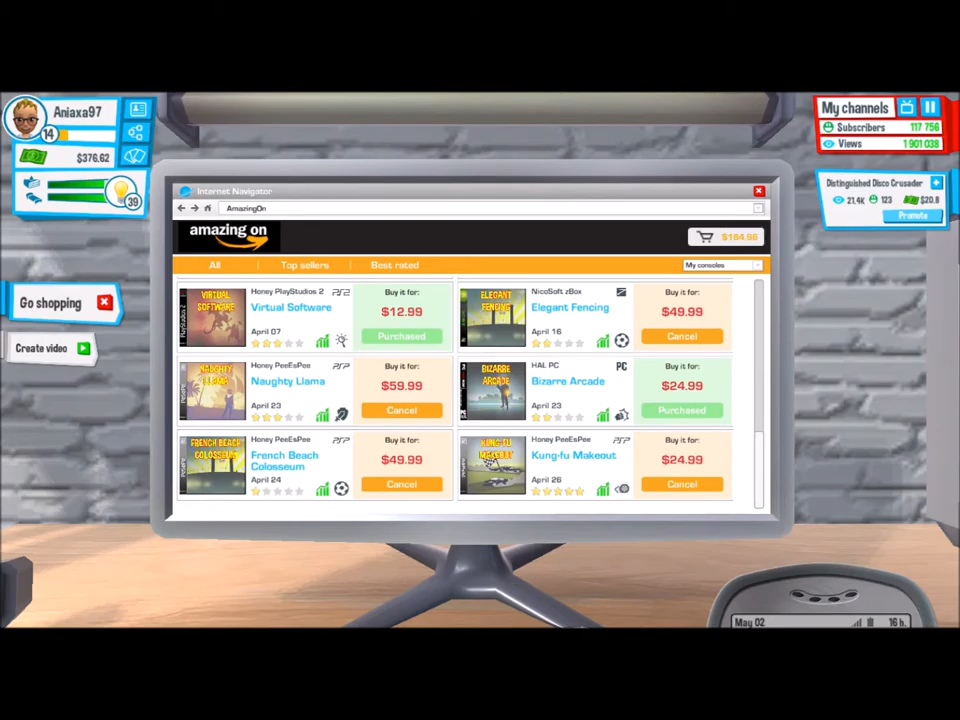 Aniaxa97
14
$376.62
39
My channels
Subscribers 117 756
Views 1 901 038
Distinguished Disco Crusader
21.4K 123 $20.8
Promote
Go shopping
Create video
Internet Navigator
AmazingOn
amazing on
$184.96
All
Top sellers
Best rated
My consoles
VIRTUAL SOFTWARE
Honey PlayStudios 2
Virtual Software
April 07
Buy it for:
$12.99
Purchased
ELEGANT FENCING
NicoSoft zBox
Elegant Fencing
April 16
Buy it for:
$49.99
Cancel
NAUGHTY LLAMA
Honey PeeEsPee
Naughty Llama
April 23
Buy it for:
$59.99
Cancel
BIZARRE ARCADE
HAL PC
PC
Bizarre Arcade
April 23
Buy it for:
$24.99
Purchased
FRENCH BEACH COLOSSEUM
Honey PeeEsPee
French Beach
Colosseum
April 24
Buy it for:
$49.99
Cancel
KUNG-FU MAKEOUT
Honey PeeEsPee
Kung-fu Makeout
April 26
Buy it for:
$24.99
Cancel
May 02
16 h.